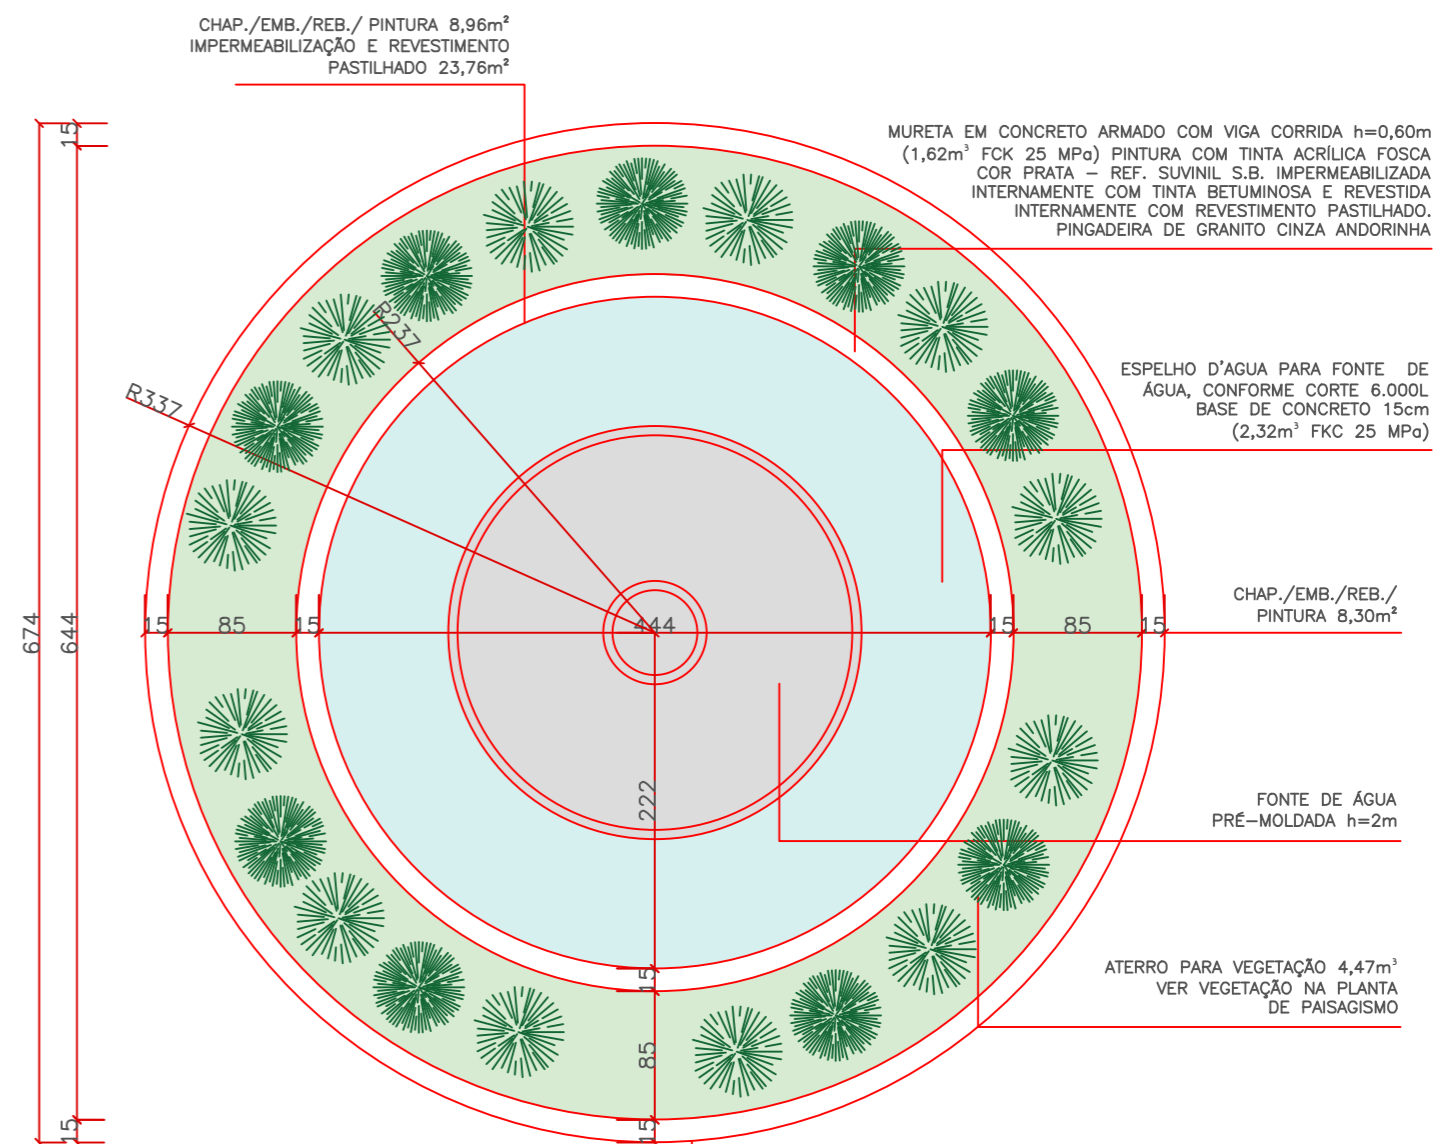 CHAP./EMB./REB./ PINTURA 8,96m²
IMPERMEABILIZAÇÃO E REVESTIMENTO
PASTILHADO 23,76m²
MURETA EM CONCRETO ARMADO COM VIGA CORRIDA h=0,60m
(1,62m³ FCK 25 MPa) PINTURA COM TINTA ACRÍLICA FOSCA
COR PRATA – REF. SUVINIL S.B. IMPERMEABILIZADA
INTERNAMENTE COM TINTA BETUMINOSA E REVESTIDA
INTERNAMENTE COM REVESTIMENTO PASTILHADO.
PINGADEIRA DE GRANITO CINZA ANDORINHA
ESPELHO D'AGUA PARA FONTE DE
ÁGUA, CONFORME CORTE 6.000L
BASE DE CONCRETO 15cm
(2,32m³ FKC 25 MPa)
CHAP./EMB./REB./
PINTURA 8,30m²
FONTE DE ÁGUA
PRÉ–MOLDADA h=2m
ATERRO PARA VEGETAÇÃO 4,47m³
VER VEGETAÇÃO NA PLANTA
DE PAISAGISMO
R237
R337
15
674
644
15
15
85
15
444
15
85
15
222
15
85
15